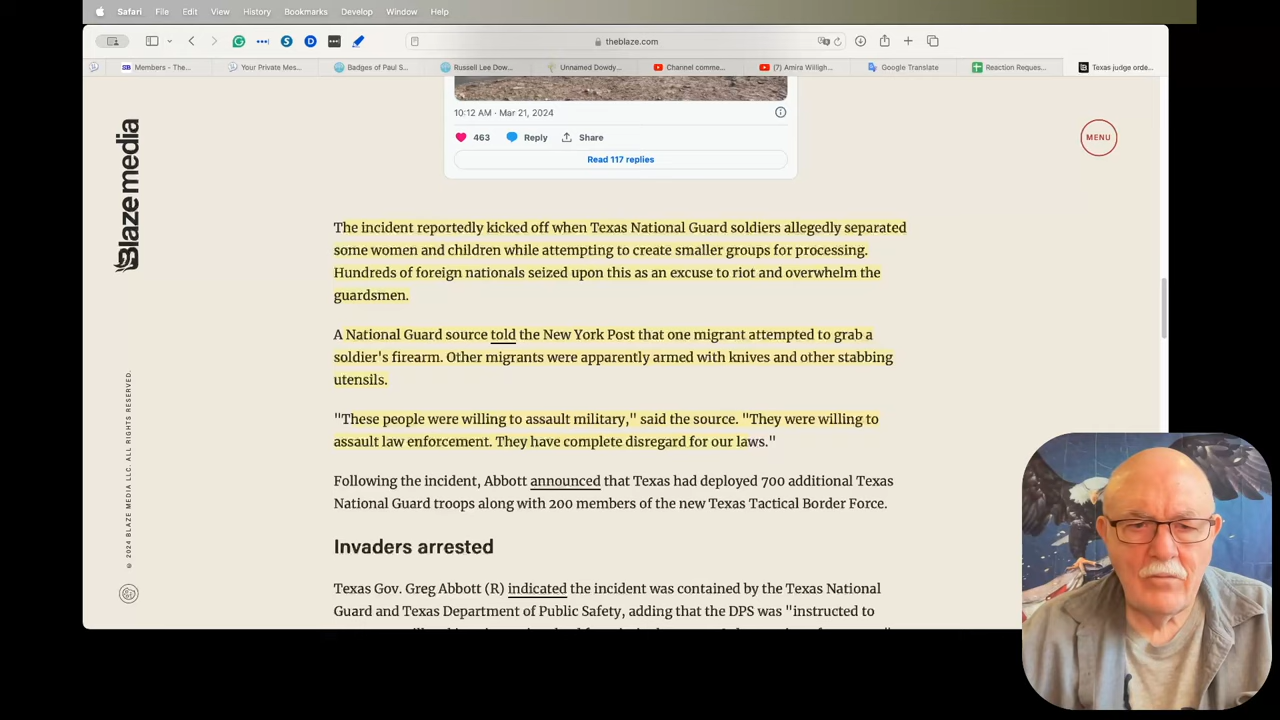 Safari File Edit View History Bookmarks Develop Window Help
theblaze.com
Members - The...
Your Private Mes...
Badges of Paul S...
Russell Lee Dow...
Unnamed Dowdy...
Channel comme...
(7) Amira Willigh...
Google Translate
Reaction Reques...
Texas judge orde...
Blaze media
© 2024 BLAZE MEDIA LLC. ALL RIGHTS RESERVED.
MENU
10:12 AM · Mar 21, 2024
463 Reply Share
Read 117 replies
The incident reportedly kicked off when Texas National Guard soldiers allegedly separated
some women and children while attempting to create smaller groups for processing.
Hundreds of foreign nationals seized upon this as an excuse to riot and overwhelm the
guardsmen.
A National Guard source told the New York Post that one migrant attempted to grab a
soldier's firearm. Other migrants were apparently armed with knives and other stabbing
utensils.
"These people were willing to assault military," said the source. "They were willing to
assault law enforcement. They have complete disregard for our laws."
Following the incident, Abbott announced that Texas had deployed 700 additional Texas
National Guard troops along with 200 members of the new Texas Tactical Border Force.
Invaders arrested
Texas Gov. Greg Abbott (R) indicated the incident was contained by the Texas National
Guard and Texas Department of Public Safety, adding that the DPS was "instructed to